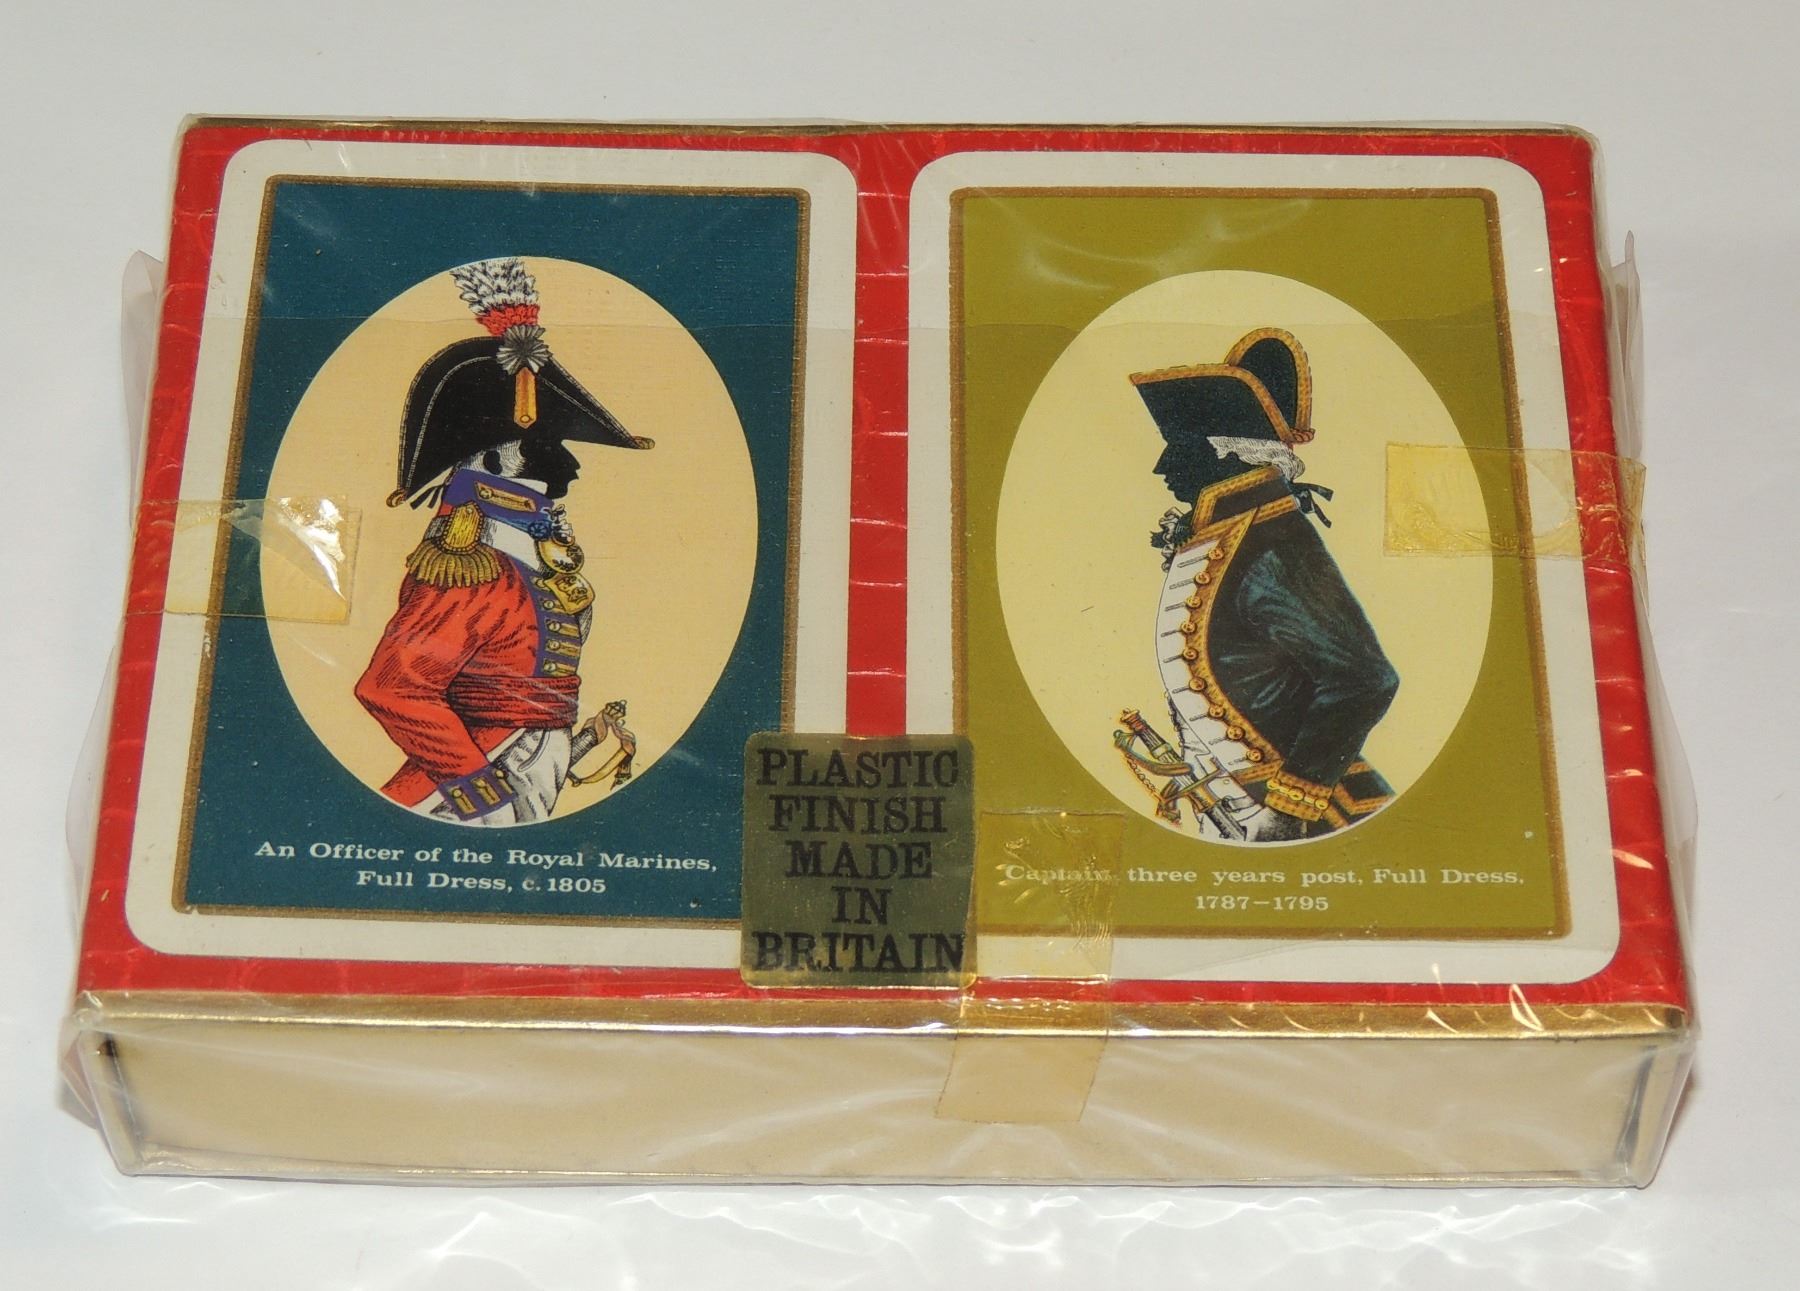 An Officer of the Royal Marines,
Full Dress, c. 1805
PLASTIC
FINISH
MADE
IN
BRITAIN
Captain three years post, Full Dress,
1787–1795